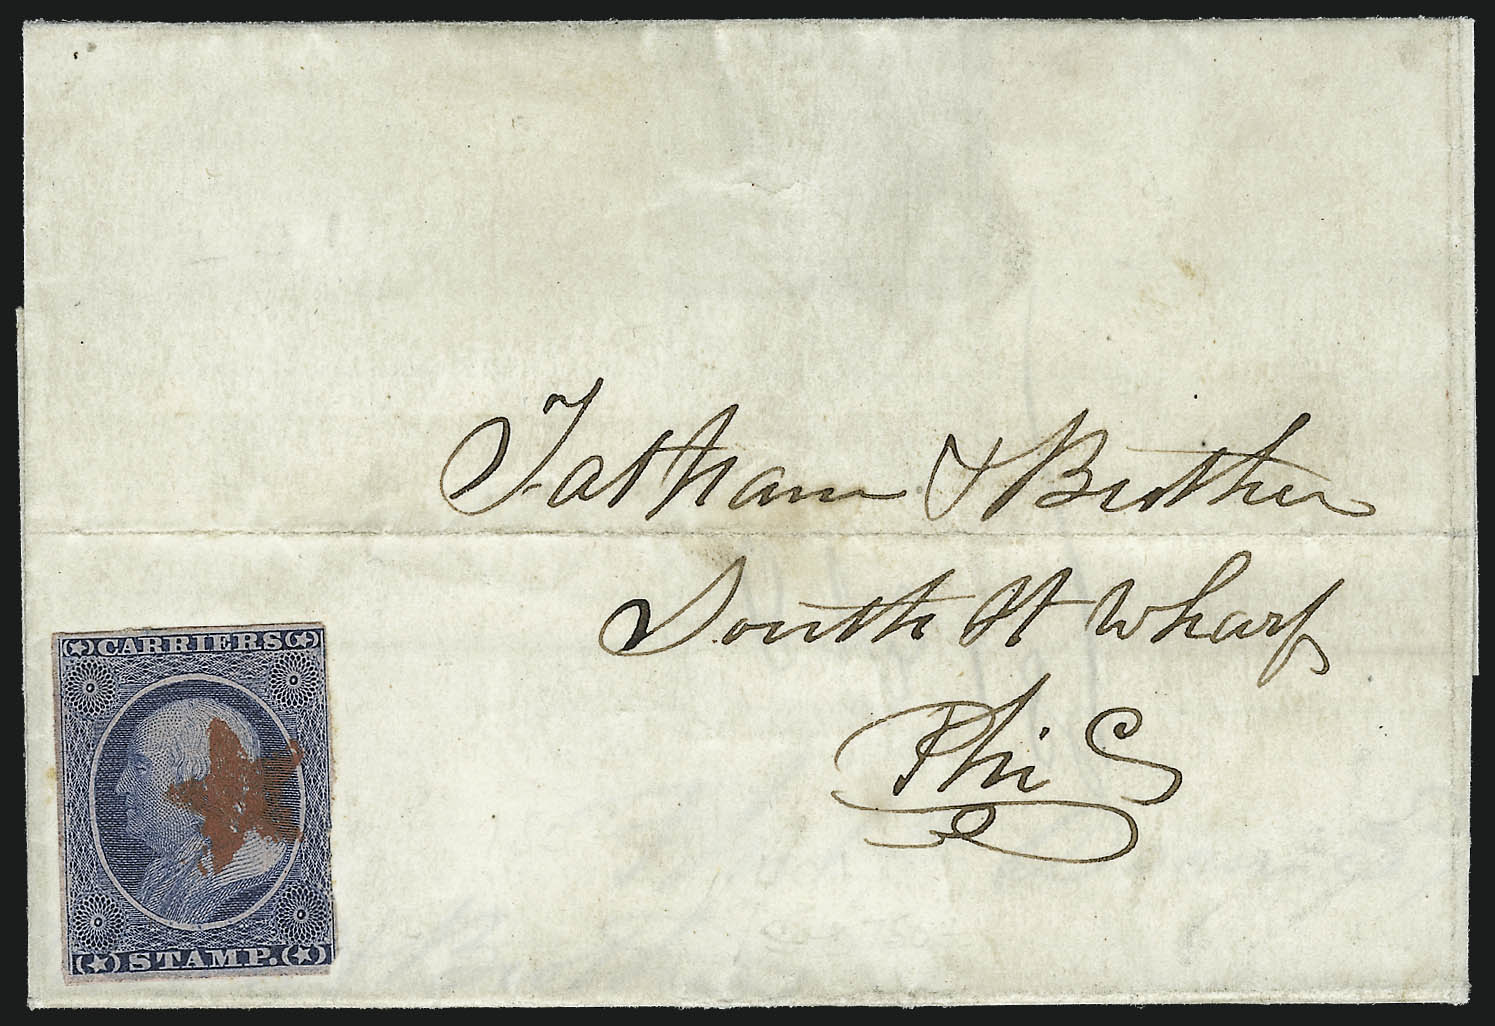 Tatham & Brother
South St Wharf
Phi
CARRIERS
STAMP.